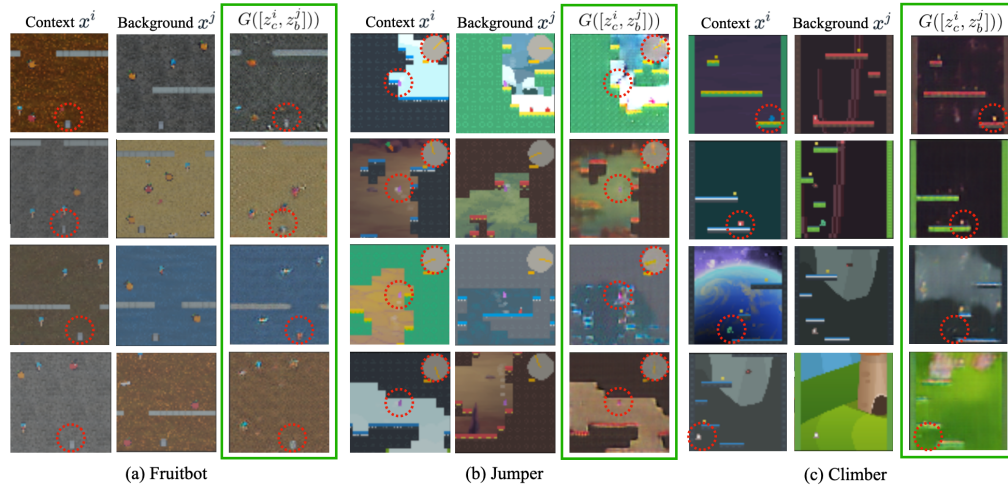 Context $x^i$ Background $x^j$ $G([z_c^i, z_b^j]))$ Context $x^i$ Background $x^j$ $G([z_c^i, z_b^j]))$ Context $x^i$ Background $x^j$ $G([z_c^i, z_b^j]))$
(a) Fruitbot (b) Jumper (c) Climber